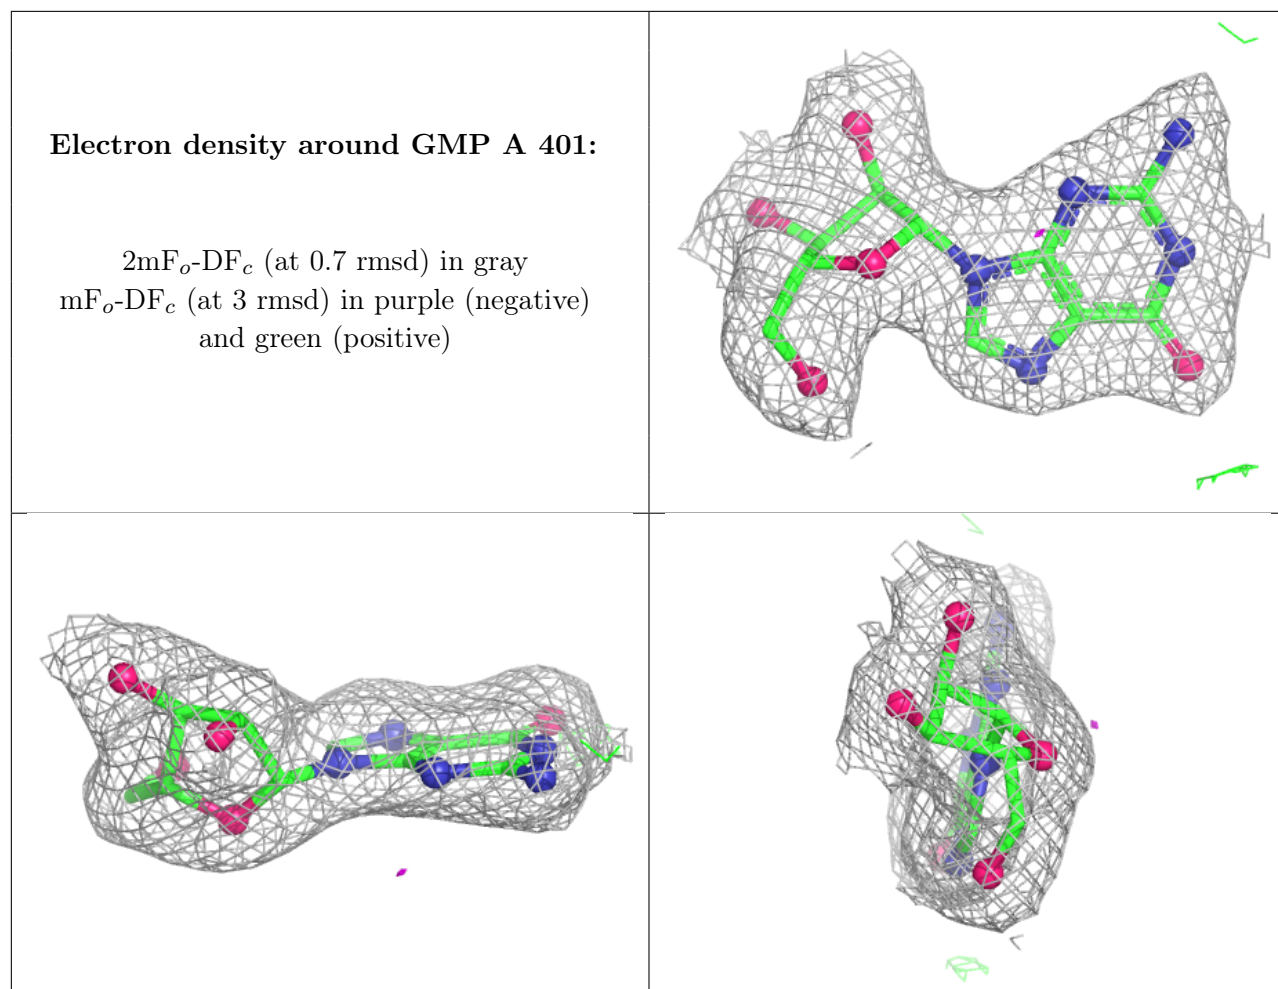 Electron density around GMP A 401:
2mFo-DFc (at 0.7 rmsd) in gray
mFo-DFc (at 3 rmsd) in purple (negative)
and green (positive)